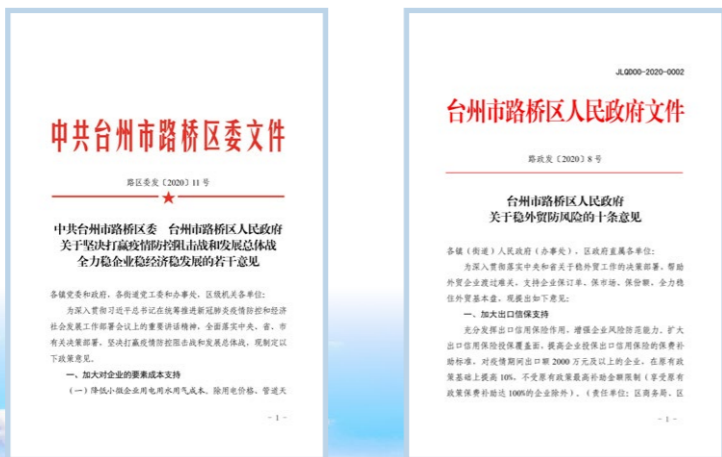 中共台州市路桥区委文件
路区委发〔2020〕11 号
中共台州市路桥区委　台州市路桥区人民政府
关于坚决打赢疫情防控阻击战和发展总体战
全力稳企业稳经济稳发展的若干意见
各镇党委和政府，各街道党工委和办事处，区级机关各单位：
为深入贯彻习近平总书记在统筹推进新冠肺炎疫情防控和经济
社会发展工作部署会议上的重要讲话精神，全面落实中央、省、市
有关决策部署，坚决打赢疫情防控阻击战和发展总体战，现制定以
下政策意见。
一、加大对企业的要素成本支持
（一）降低小微企业用电用水用气成本。除用电价格、管道天
- 1 -
JLQD00-2020-0002
台州市路桥区人民政府文件
路政发〔2020〕8 号
台州市路桥区人民政府
关于稳外贸防风险的十条意见
各镇（街道）人民政府（办事处），区政府直属各单位：
为深入贯彻落实中央和省关于稳外贸工作的决策部署，帮助
外贸企业渡过难关，支持企业保订单、保市场、保份额，全力稳
住外贸基本盘，现提出如下意见：
一、加大出口信保支持
充分发挥出口信用保险作用，增强企业风险防范能力，扩大
出口信用保险投保覆盖面，提高企业投保出口信用保险的保费补
助标准，对疫情期间出口额 2000 万元及以上的企业，在原有政
策基础上提高 10%，不受原有政策最高补助金额限制（享受原有
政策保费补助达 100%的企业除外）。（责任单位：区商务局、区
- 1 -